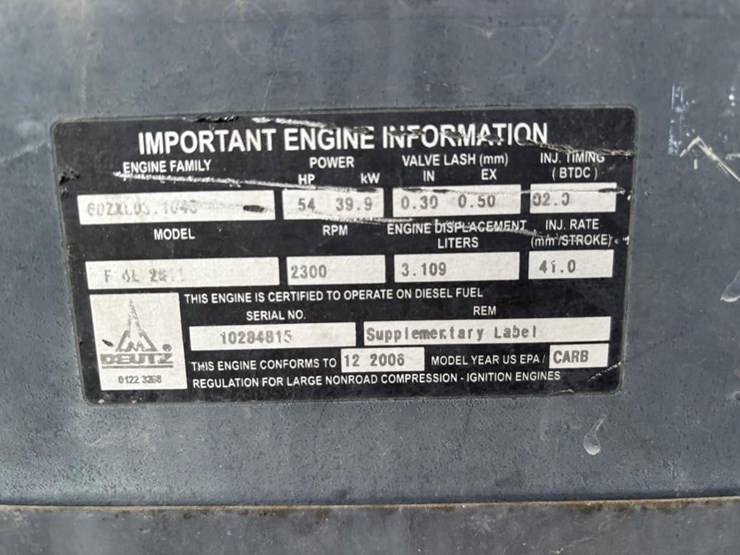 IMPORTANT ENGINE INFORMATION
ENGINE FAMILY POWER VALVE LASH (mm) INJ. TIMING
HP kW IN EX (BTDC)
54 39.9 0.30 0.50 02.0
MODEL RPM ENGINE DISPLACEMENT INJ. RATE
LITERS (mm³/STROKE)
2300 3.109 41.0
THIS ENGINE IS CERTIFIED TO OPERATE ON DIESEL FUEL
SERIAL NO. REM
10284815 Supplementary Label
DEUTZ
THIS ENGINE CONFORMS TO 12 2006 MODEL YEAR US EPA / CARB
0122 3268 REGULATION FOR LARGE NONROAD COMPRESSION - IGNITION ENGINES